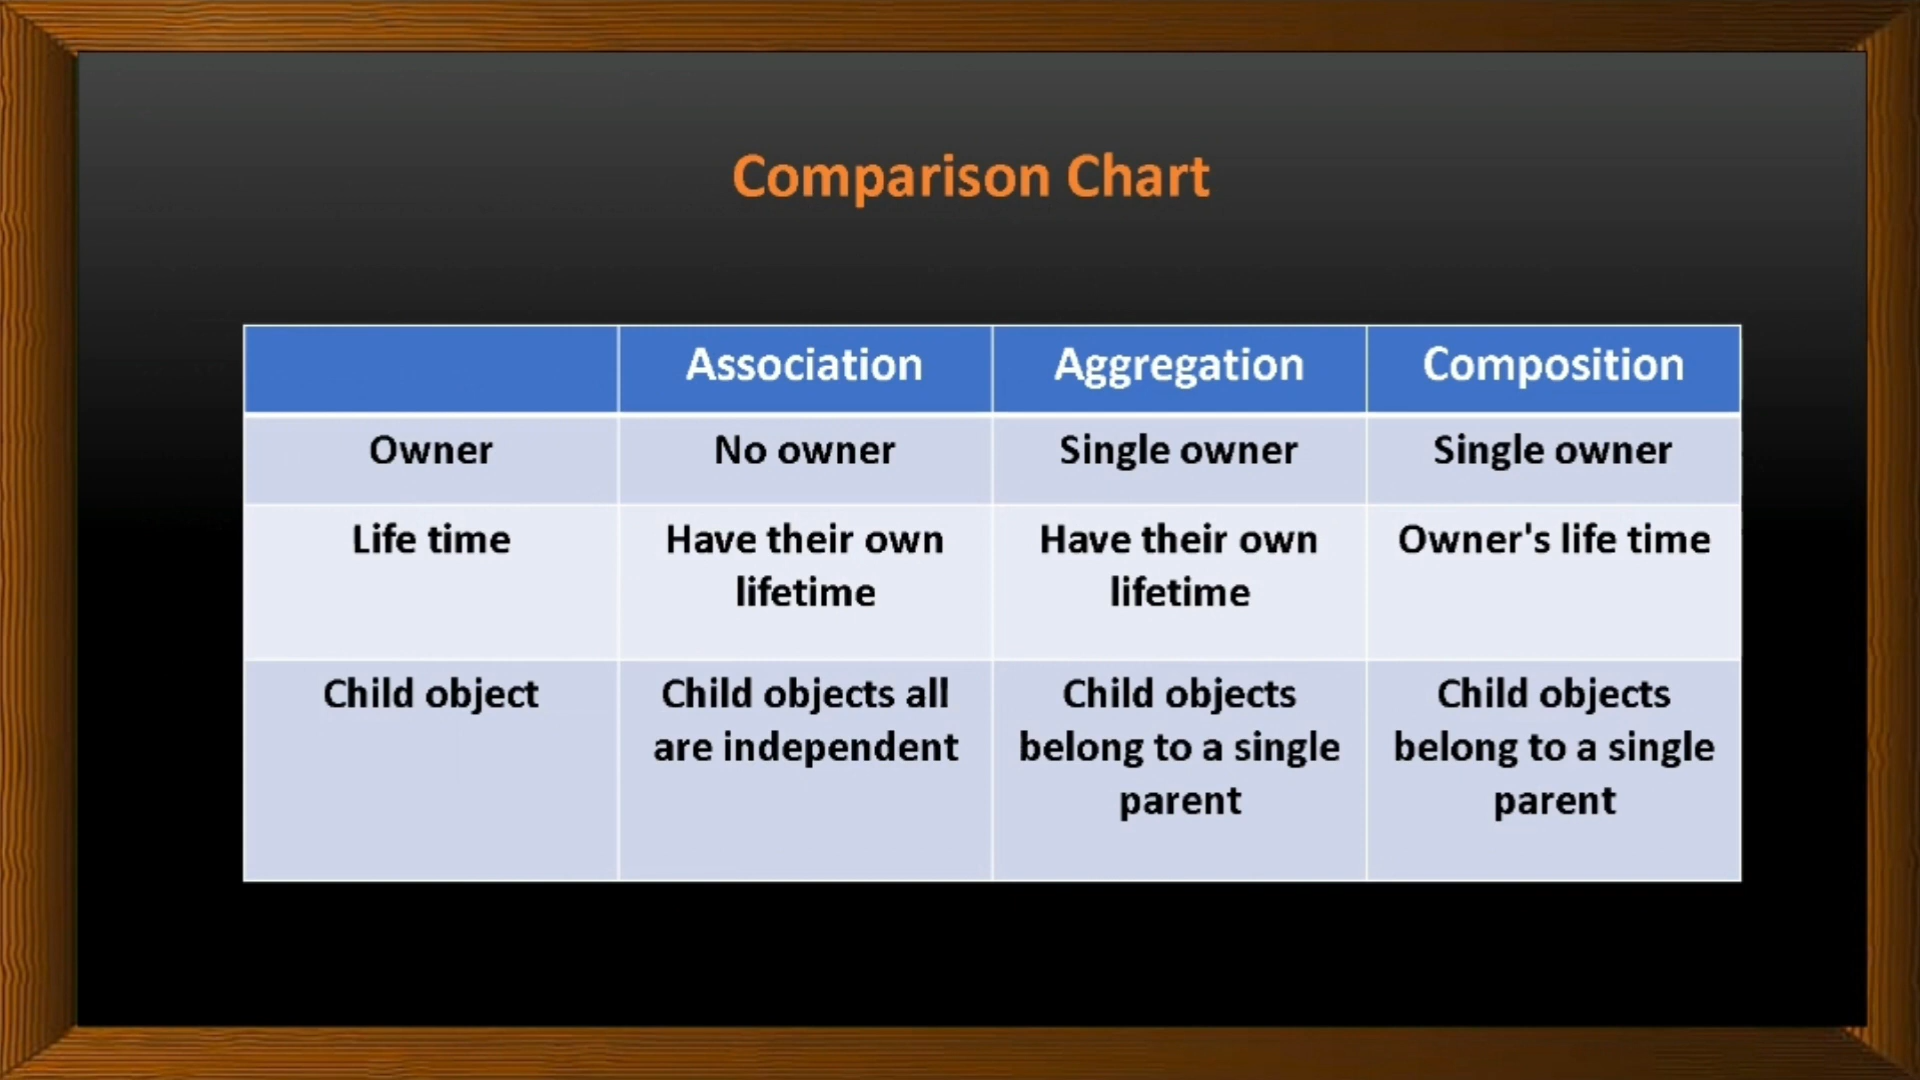 Comparison Chart
Association Aggregation Composition
Owner No owner Single owner Single owner
Life time Have their own Have their own Owner's life time
lifetime lifetime
Child object Child objects all Child objects Child objects
are independent belong to a single belong to a single
parent parent